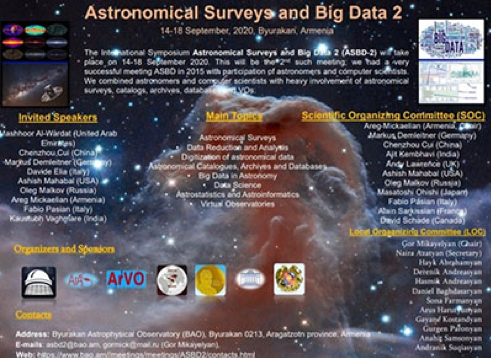 Astronomical Surveys and Big Data 2
14-18 September, 2020, Byurakan, Armenia
BIG
DATA
The International Symposium Astronomical Surveys and Big Data 2 (ASBD-2) will take
place on 14-18 September 2020. This will be the 2nd such meeting; we had a very
successful meeting ASBD in 2015 with participation of astronomers and computer scientists.
We combined astronomers and computer scientists with heavy involvement of astronomical
surveys, catalogs, archives, databases and VOs.
Invited Speakers
Mashhoor Al-Wardat (United Arab
Emirates)
Chenzhou Cui (China)
Markus Demleitner (Germany)
Davide Elia (Italy)
Ashish Mahabal (USA)
Oleg Malkov (Russia)
Areg Mickaelian (Armenia)
Fabio Pasian (Italy)
Kaustubh Vaghmare (India)
Main Topics
Astronomical Surveys
Data Reduction and Analysis
Digitization of astronomical data
Astronomical Catalogues, Archives and Databases
Big Data in Astronomy
Data Science
Astrostatistics and Astroinformatics
Virtual Observatories
Scientific Organizing Committee (SOC)
Areg Mickaelian (Armenia, Chair)
Markus Demleitner (Germany)
Chenzhou Cui (China)
Ajit Kembhavi (India)
Andy Lawrence (UK)
Ashish Mahabal (USA)
Oleg Malkov (Russia)
Masatoshi Ohishi (Japan)
Fabio Pasian (Italy)
Alain Sarkissian (France)
David Schade (Canada)
Local Organizing Committee (LOC)
Gor Mikayelyan (Chair)
Naira Azatyan (Secretary)
Hayk Abrahamyan
Derenik Andreasyan
Hasmik Andreasyan
Daniel Baghdasaryan
Sona Farmanyan
Arus Harutyunyan
Gayane Kostandyan
Gurgen Paronyan
Anahit Samsonyan
Andranik Suqiasyan
Organizers and Sponsors
ArAS
ArVO
Contacts
Address: Byurakan Astrophysical Observatory (BAO), Byurakan 0213, Aragatzotn province, Armenia
E-mails: asbd2@bao.am, gormick@mail.ru (Gor Mikayelyan),
Web: https://www.bao.am/meetings/meetings/ASBD2/contacts.html